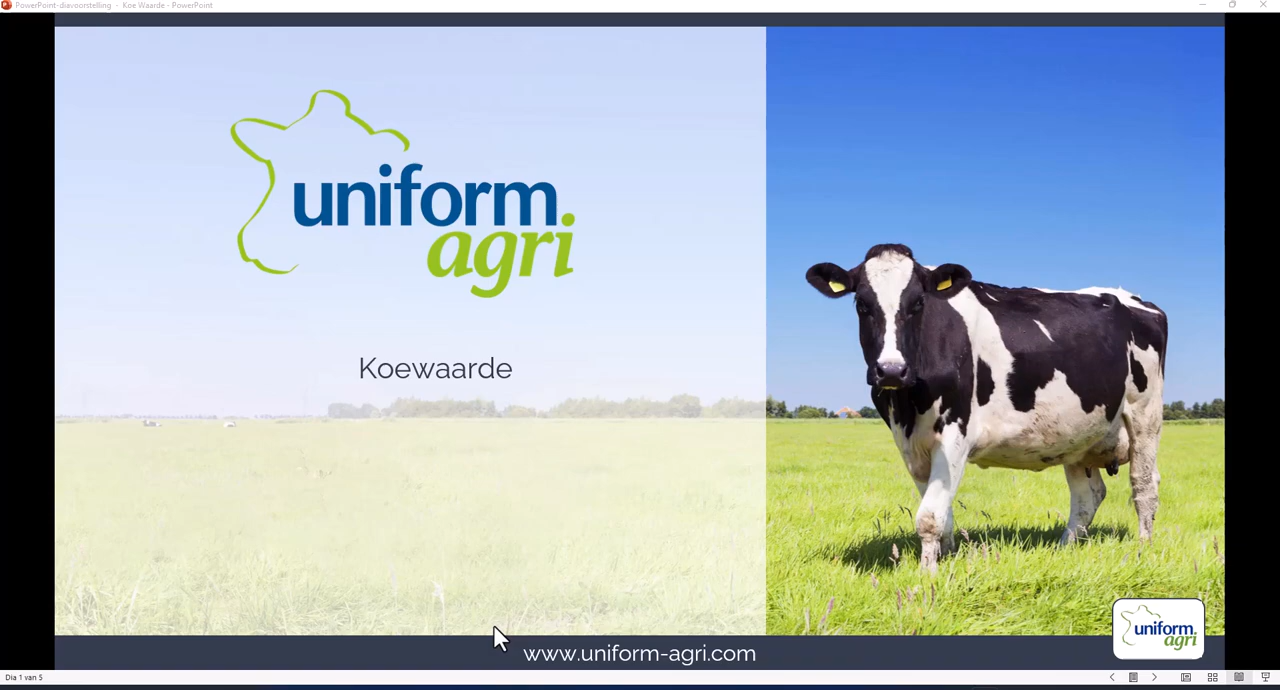 PowerPoint-diavoorstelling - Koe Waarde - PowerPoint
uniform
agri
Koewaarde
www.uniform-agri.com
uniform
agri
Dia 1 van 5